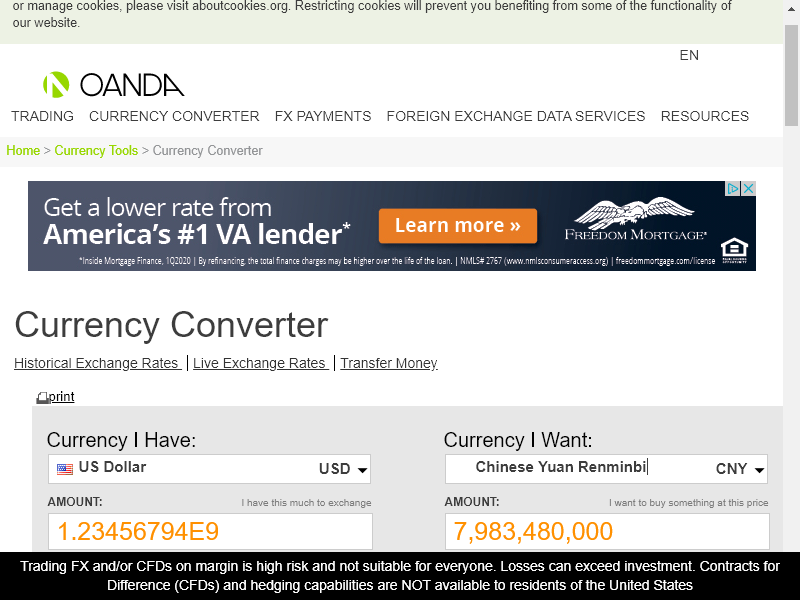 or manage cookies, please visit aboutcookies.org. Restricting cookies will prevent you benefiting from some of the functionality of
our website.
EN
OANDA
TRADING CURRENCY CONVERTER FX PAYMENTS FOREIGN EXCHANGE DATA SERVICES RESOURCES
Home > Currency Tools > Currency Converter
Get a lower rate from
America's #1 VA lender*
Learn more »
FREEDOM MORTGAGE®
*Inside Mortgage Finance, 1Q2020 | By refinancing, the total finance charges may be higher over the life of the loan. | NMLS# 2767 (www.nmlsconsumeraccess.org) | freedommortgage.com/license
EQUAL HOUSING
OPPORTUNITY
Currency Converter
Historical Exchange Rates | Live Exchange Rates | Transfer Money
print
Currency I Have: Currency I Want:
US Dollar USD Chinese Yuan Renminbi CNY
AMOUNT: I have this much to exchange AMOUNT: I want to buy something at this price
1.23456794E9 7,983,480,000
Trading FX and/or CFDs on margin is high risk and not suitable for everyone. Losses can exceed investment. Contracts for
Difference (CFDs) and hedging capabilities are NOT available to residents of the United States